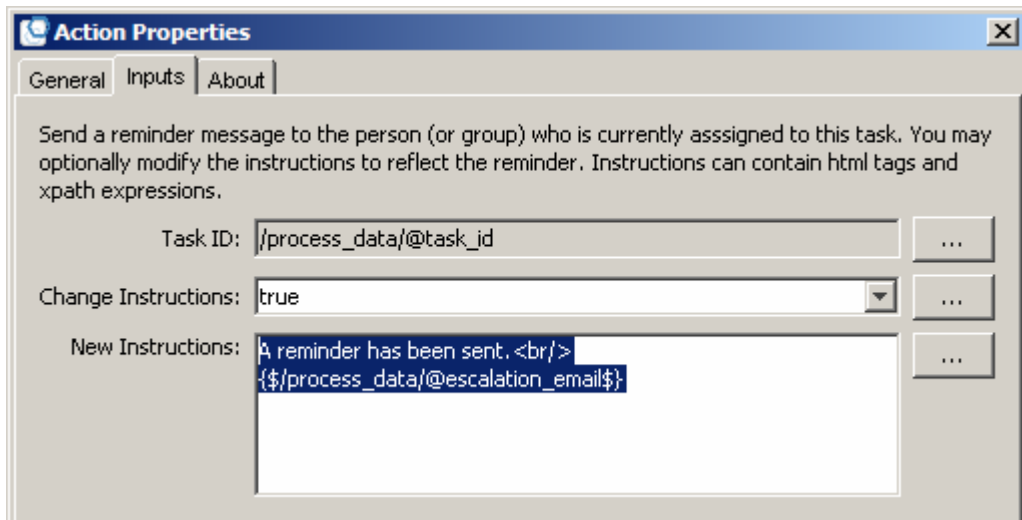 Action Properties
General Inputs About
Send a reminder message to the person (or group) who is currently asssigned to this task. You may
optionally modify the instructions to reflect the reminder. Instructions can contain html tags and
xpath expressions.
Task ID: /process_data/@task_id ...
Change Instructions: true ...
New Instructions: A reminder has been sent.<br/> ...
{$/process_data/@escalation_email$}